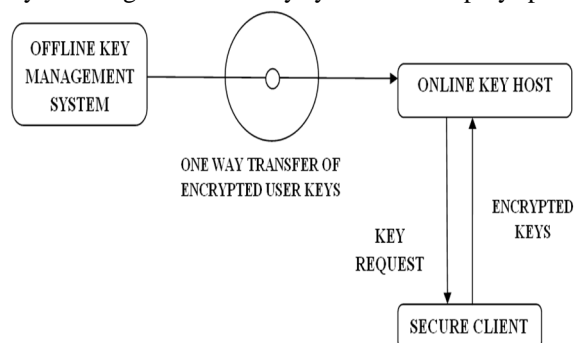 OFFLINE KEY
MANAGEMENT
SYSTEM
ONLINE KEY HOST
ONE WAY TRANSFER OF
ENCRYPTED USER KEYS
ENCRYPTED
KEYS
KEY
REQUEST
SECURE CLIENT